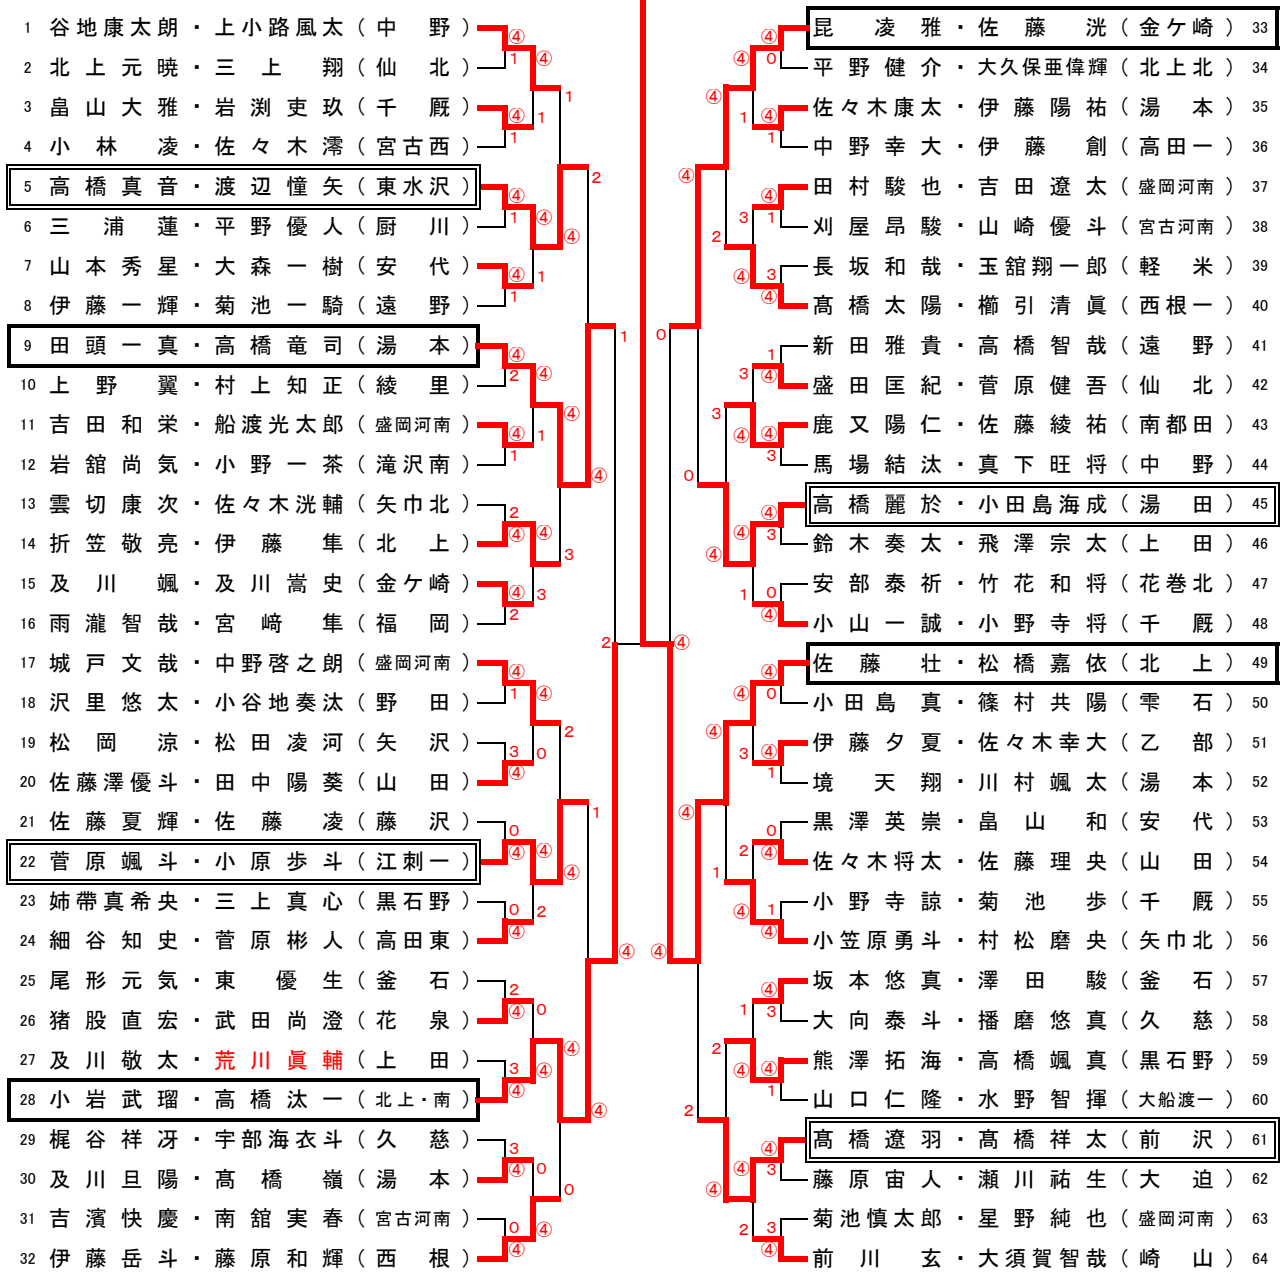 1 谷地康太朗・上小路風太（中野）
2 北上元暁・三上翔（仙北）
3 畠山大雅・岩渕吏玖（千厩）
4 小林凌・佐々木澪（宮古西）
5 高橋真音・渡辺憧矢（東水沢）
6 三浦蓮・平野優人（厨川）
7 山本秀星・大森一樹（安代）
8 伊藤一輝・菊池一騎（遠野）
9 田頭一真・高橋竜司（湯本）
10 上野翼・村上知正（綾里）
11 吉田和栄・船渡光太郎（盛岡河南）
12 岩舘尚気・小野一茶（滝沢南）
13 雲切康次・佐々木洸輔（矢巾北）
14 折笠敬亮・伊藤隼（北上）
15 及川颯・及川嵩史（金ケ崎）
16 雨瀧智哉・宮﨑隼（福岡）
17 城戸文哉・中野啓之朗（盛岡河南）
18 沢里悠太・小谷地奏汰（野田）
19 松岡涼・松田凌河（矢沢）
20 佐藤澤優斗・田中陽葵（山田）
21 佐藤夏輝・佐藤凌（藤沢）
22 菅原颯斗・小原歩斗（江刺一）
23 姉帯真希央・三上真心（黒石野）
24 細谷知史・菅原彬人（高田東）
25 尾形元気・東優生（釜石）
26 猪股直宏・武田尚澄（花泉）
27 及川敬太・荒川眞輔（上田）
28 小岩武瑠・高橋汰一（北上・南）
29 梶谷祥冴・宇部海衣斗（久慈）
30 及川旦陽・髙橋嶺（湯本）
31 吉濱快慶・南舘実春（宮古河南）
32 伊藤岳斗・藤原和輝（西根）
昆凌雅・佐藤洸（金ケ崎） 33
平野健介・大久保亜偉輝（北上北） 34
佐々木康太・伊藤陽祐（湯本） 35
中野幸大・伊藤創（高田一） 36
田村駿也・吉田遼太（盛岡河南） 37
刈屋昂駿・山崎優斗（宮古河南） 38
長坂和哉・玉舘翔一郎（軽米） 39
髙橋太陽・櫛引清眞（西根一） 40
新田雅貴・高橋智哉（遠野） 41
盛田匡紀・菅原健吾（仙北） 42
鹿又陽仁・佐藤綾祐（南都田） 43
馬場結汰・真下旺将（中野） 44
高橋麗於・小田島海成（湯田） 45
鈴木奏太・飛澤宗太（上田） 46
安部泰祈・竹花和将（花巻北） 47
小山一誠・小野寺将（千厩） 48
佐藤壮・松橋嘉依（北上） 49
小田島真・篠村共陽（雫石） 50
伊藤夕夏・佐々木幸大（乙部） 51
境天翔・川村颯太（湯本） 52
黒澤英崇・畠山和（安代） 53
佐々木将太・佐藤理央（山田） 54
小野寺諒・菊池歩（千厩） 55
小笠原勇斗・村松磨央（矢巾北） 56
坂本悠真・澤田駿（釜石） 57
大向泰斗・播磨悠真（久慈） 58
熊澤拓海・高橋颯真（黒石野） 59
山口仁隆・水野智揮（大船渡一） 60
髙橋遼羽・髙橋祥太（前沢） 61
藤原宙人・瀬川祐生（大迫） 62
菊池慎太郎・星野純也（盛岡河南） 63
前川玄・大須賀智哉（崎山） 64